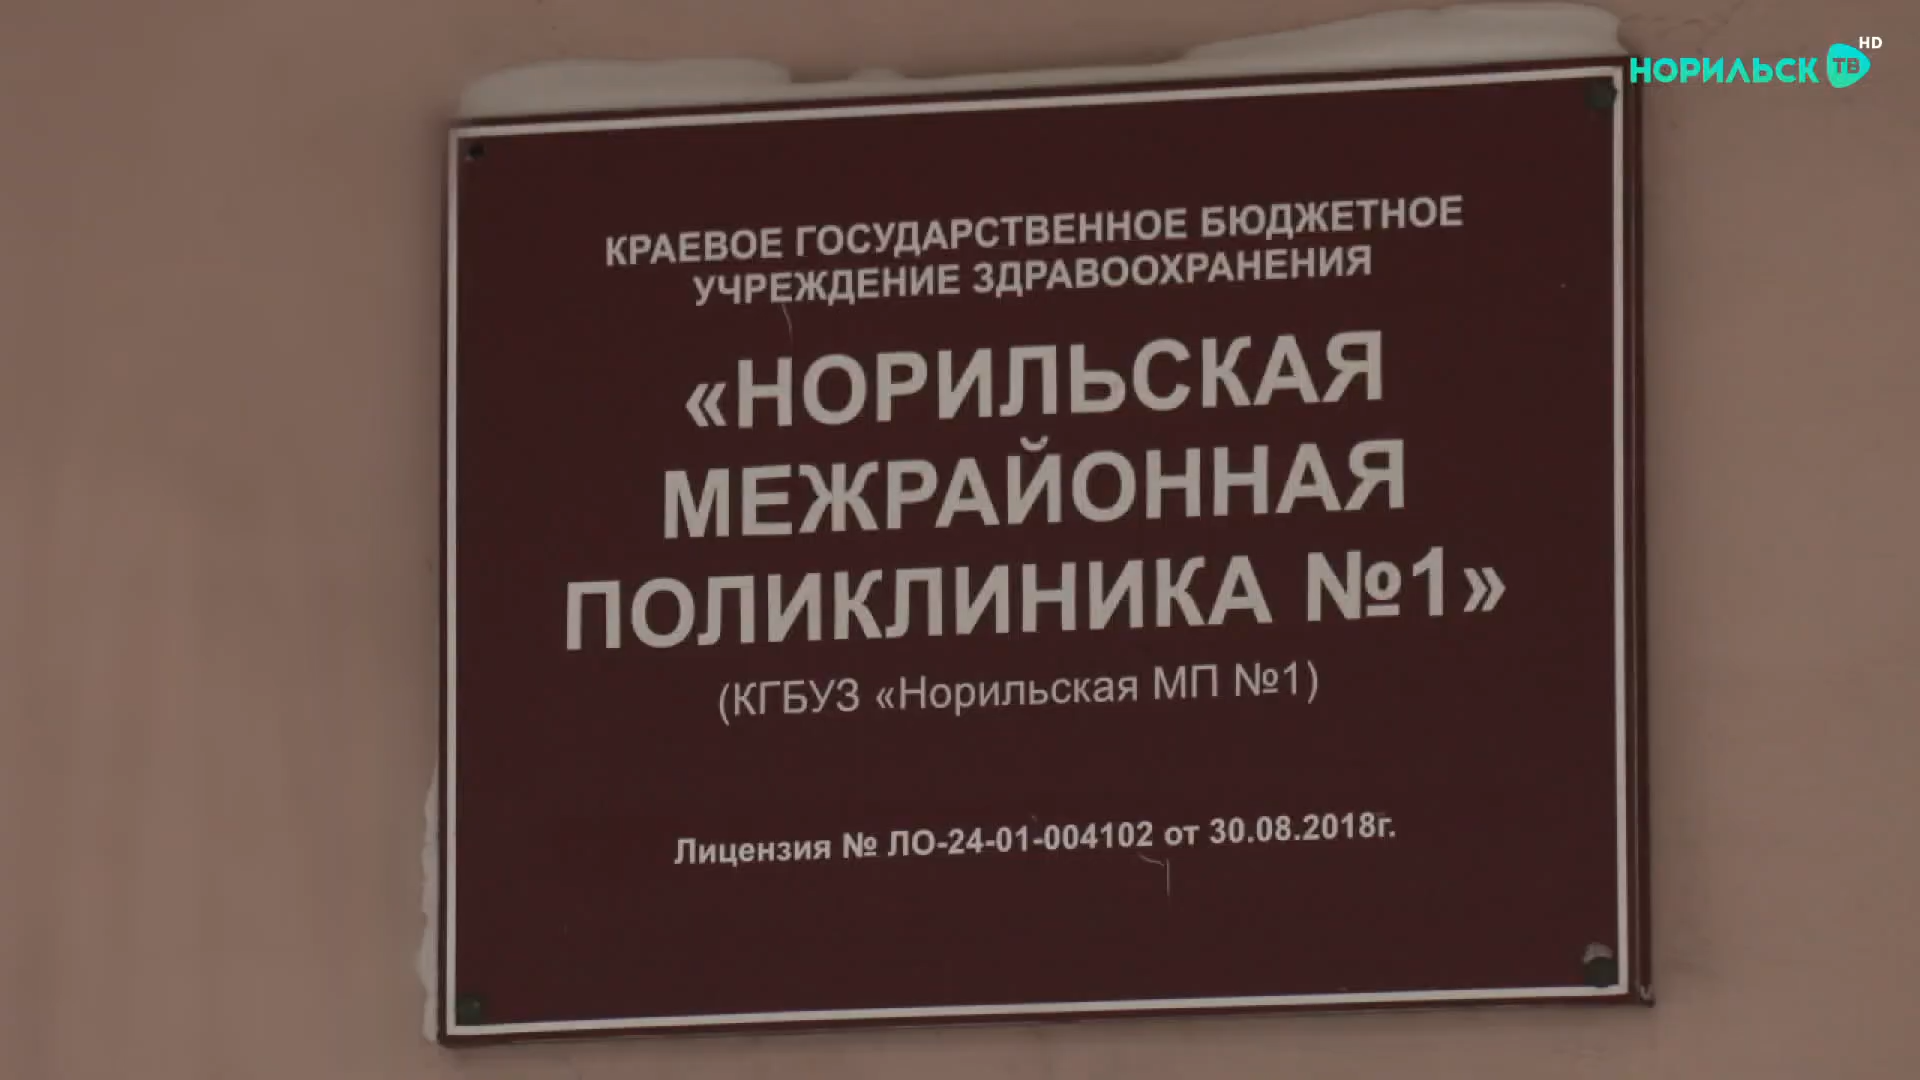 НОРИЛЬСК ТВ HD
КРАЕВОЕ ГОСУДАРСТВЕННОЕ БЮДЖЕТНОЕ
УЧРЕЖДЕНИЕ ЗДРАВООХРАНЕНИЯ
«НОРИЛЬСКАЯ
МЕЖРАЙОННАЯ
ПОЛИКЛИНИКА №1»
(КГБУЗ «Норильская МП №1)
Лицензия № ЛО-24-01-004102 от 30.08.2018г.